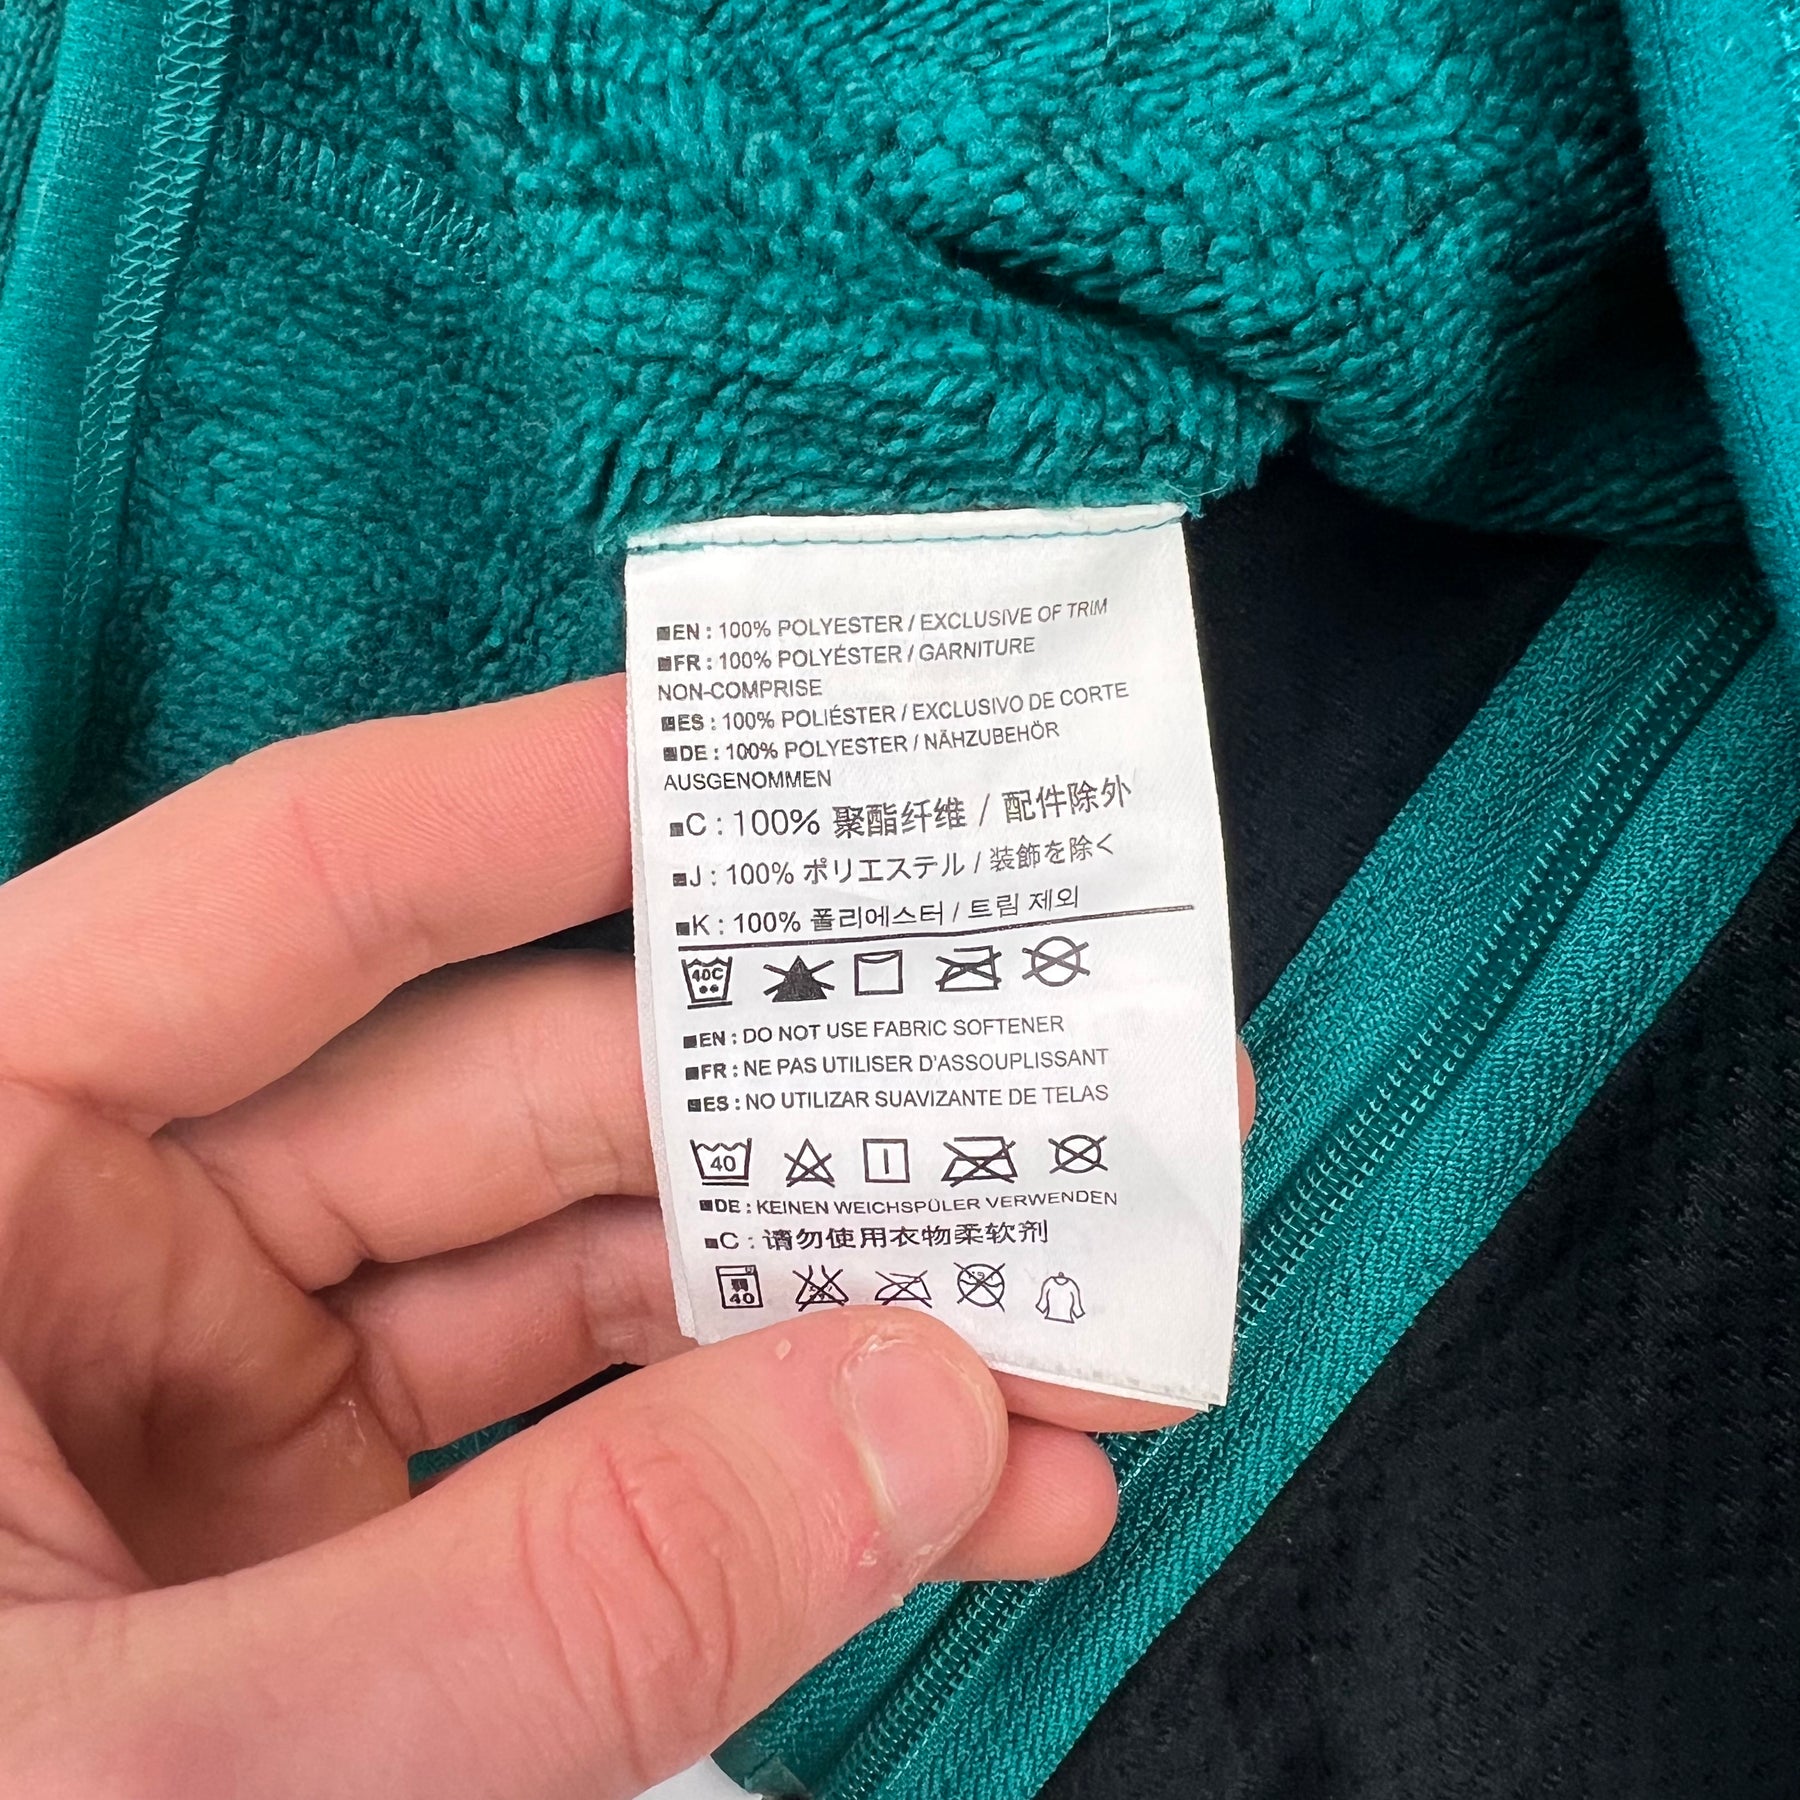 ■EN : 100% POLYESTER / EXCLUSIVE OF TRIM
■FR : 100% POLYÉSTER / GARNITURE
NON-COMPRISE
■ES : 100% POLIÉSTER / EXCLUSIVO DE CORTE
■DE : 100% POLYESTER / NÄHZUBEHÖR
AUSGENOMMEN
■C : 100% 聚酯纤维 / 配件除外
■J : 100% ポリエステル / 装飾を除く
■K : 100% 폴리에스터 / 트림 제외
40C
■EN : DO NOT USE FABRIC SOFTENER
■FR : NE PAS UTILISER D'ASSOUPLISSANT
■ES : NO UTILIZAR SUAVIZANTE DE TELAS
40
■DE : KEINEN WEICHSPÜLER VERWENDEN
■C : 请勿使用衣物柔软剂
弱
40